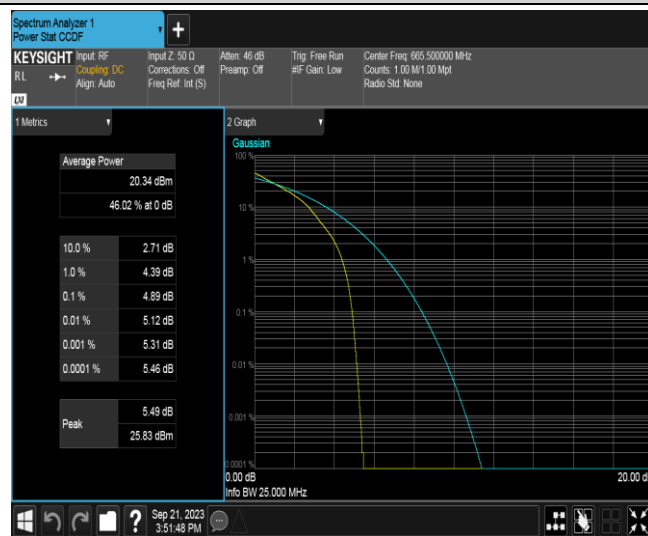 Spectrum Analyzer 1
Power Stat CCDF
+
KEYSIGHT Input: RF Input Z: 50 Ω Atten: 46 dB Trig: Free Run Center Freq: 665.500000 MHz
RL Coupling: DC Corrections: Off Preamp: Off #IF Gain: Low Counts: 1.00 M/1.00 Mpt
Align: Auto Freq Ref: Int (S) Radio Std: None
LXI
1 Metrics
2 Graph
Average Power
20.34 dBm
46.02 % at 0 dB
10.0 % 2.71 dB
1.0 % 4.39 dB
0.1 % 4.89 dB
0.01 % 5.12 dB
0.001 % 5.31 dB
0.0001 % 5.46 dB
Peak 5.49 dB
25.83 dBm
Gaussian
100 %
10 %
1 %
0.1 %
0.01 %
0.001 %
0.0001 %
0.00 dB 20.00 d
Info BW 25.000 MHz
? Sep 21, 2023
3:51:48 PM